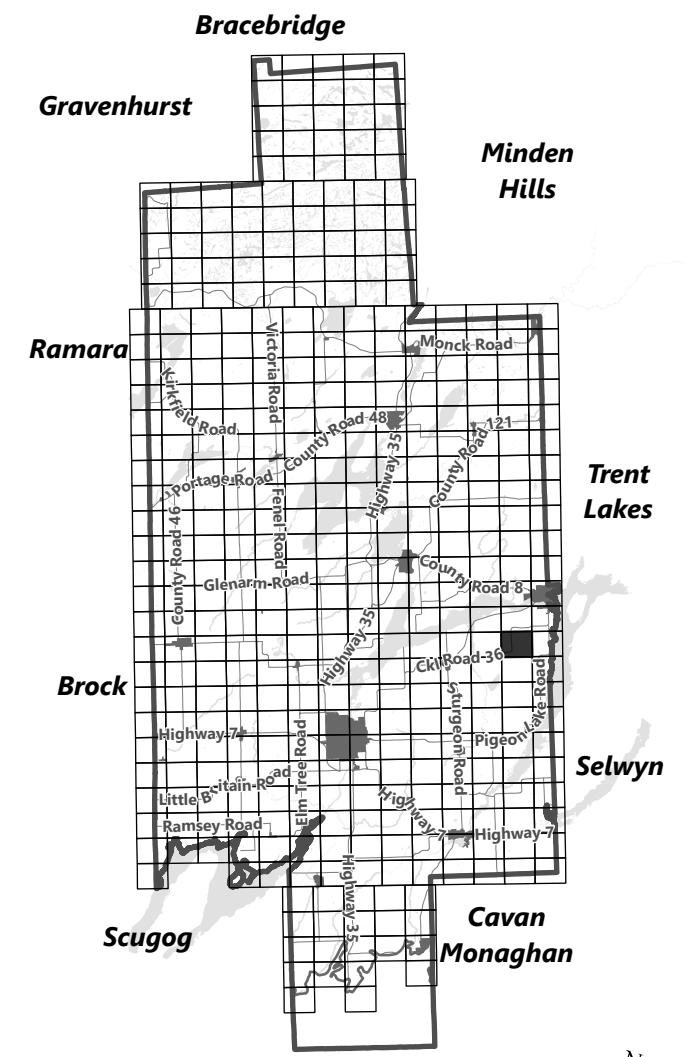 Bracebridge
Gravenhurst
Minden
Hills
Ramara
Monck Road
Victoria Road
Kirkfield Road
County Road 48
County Road 121
Highway 35
Trent
Lakes
Portage Road
Fenel Road
County Road 46
Glenarm Road
County Road 8
Highway 35
Ckl Road 36
Brock
Sturgeon Road
Pigeon Lake Road
Highway 7
Elm Tree Road
Selwyn
Little Britain Road
Highway 7
Highway 7
Ramsey Road
Highway 35
Scugog
Cavan
Monaghan
N